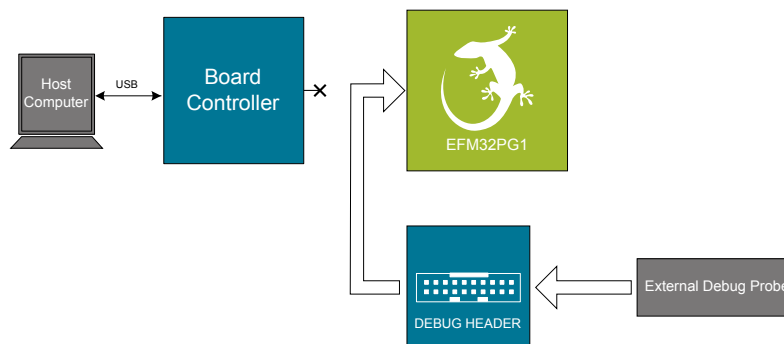 Host
Computer
USB
Board
Controller
EFM32PG1
DEBUG HEADER
External Debug Probe